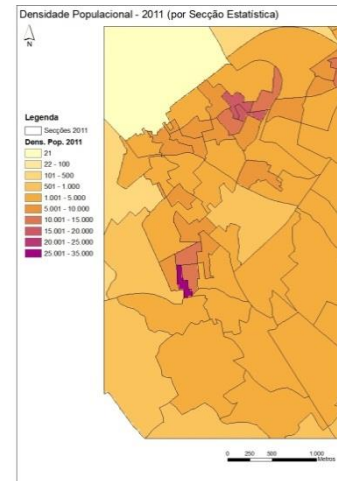 Densidade Populacional - 2011 (por Secção Estatística)
N
Legenda
Secções 2011
Dens. Pop. 2011
21
22 - 100
101 - 500
501 - 1.000
1.001 - 5.000
5.001 - 10.000
10.001 - 15.000
15.001 - 20.000
20.001 - 25.000
25.001 - 35.000
0 250 500 1.000
Metros